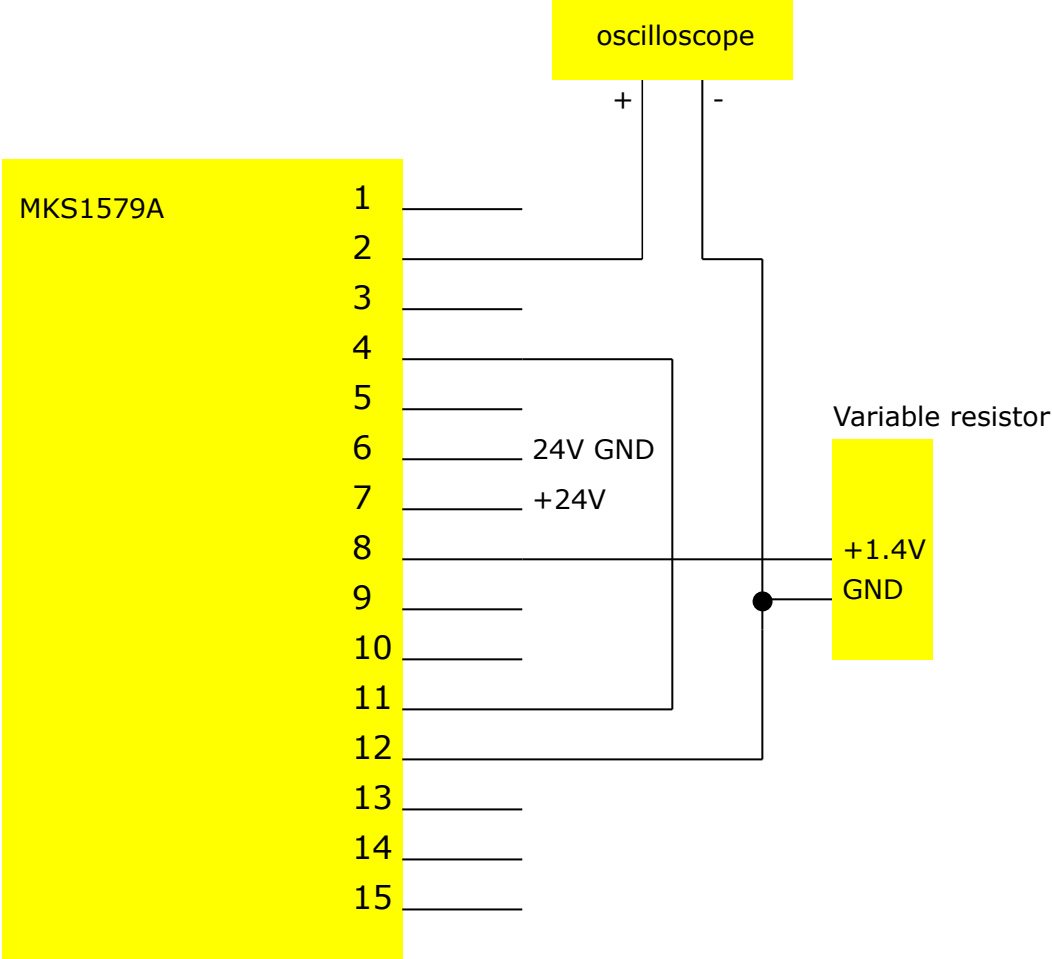 oscilloscope
+
-
MKS1579A
1
2
3
4
5
6
24V GND
7
+24V
8
9
10
11
12
13
14
15
Variable resistor
+1.4V
GND